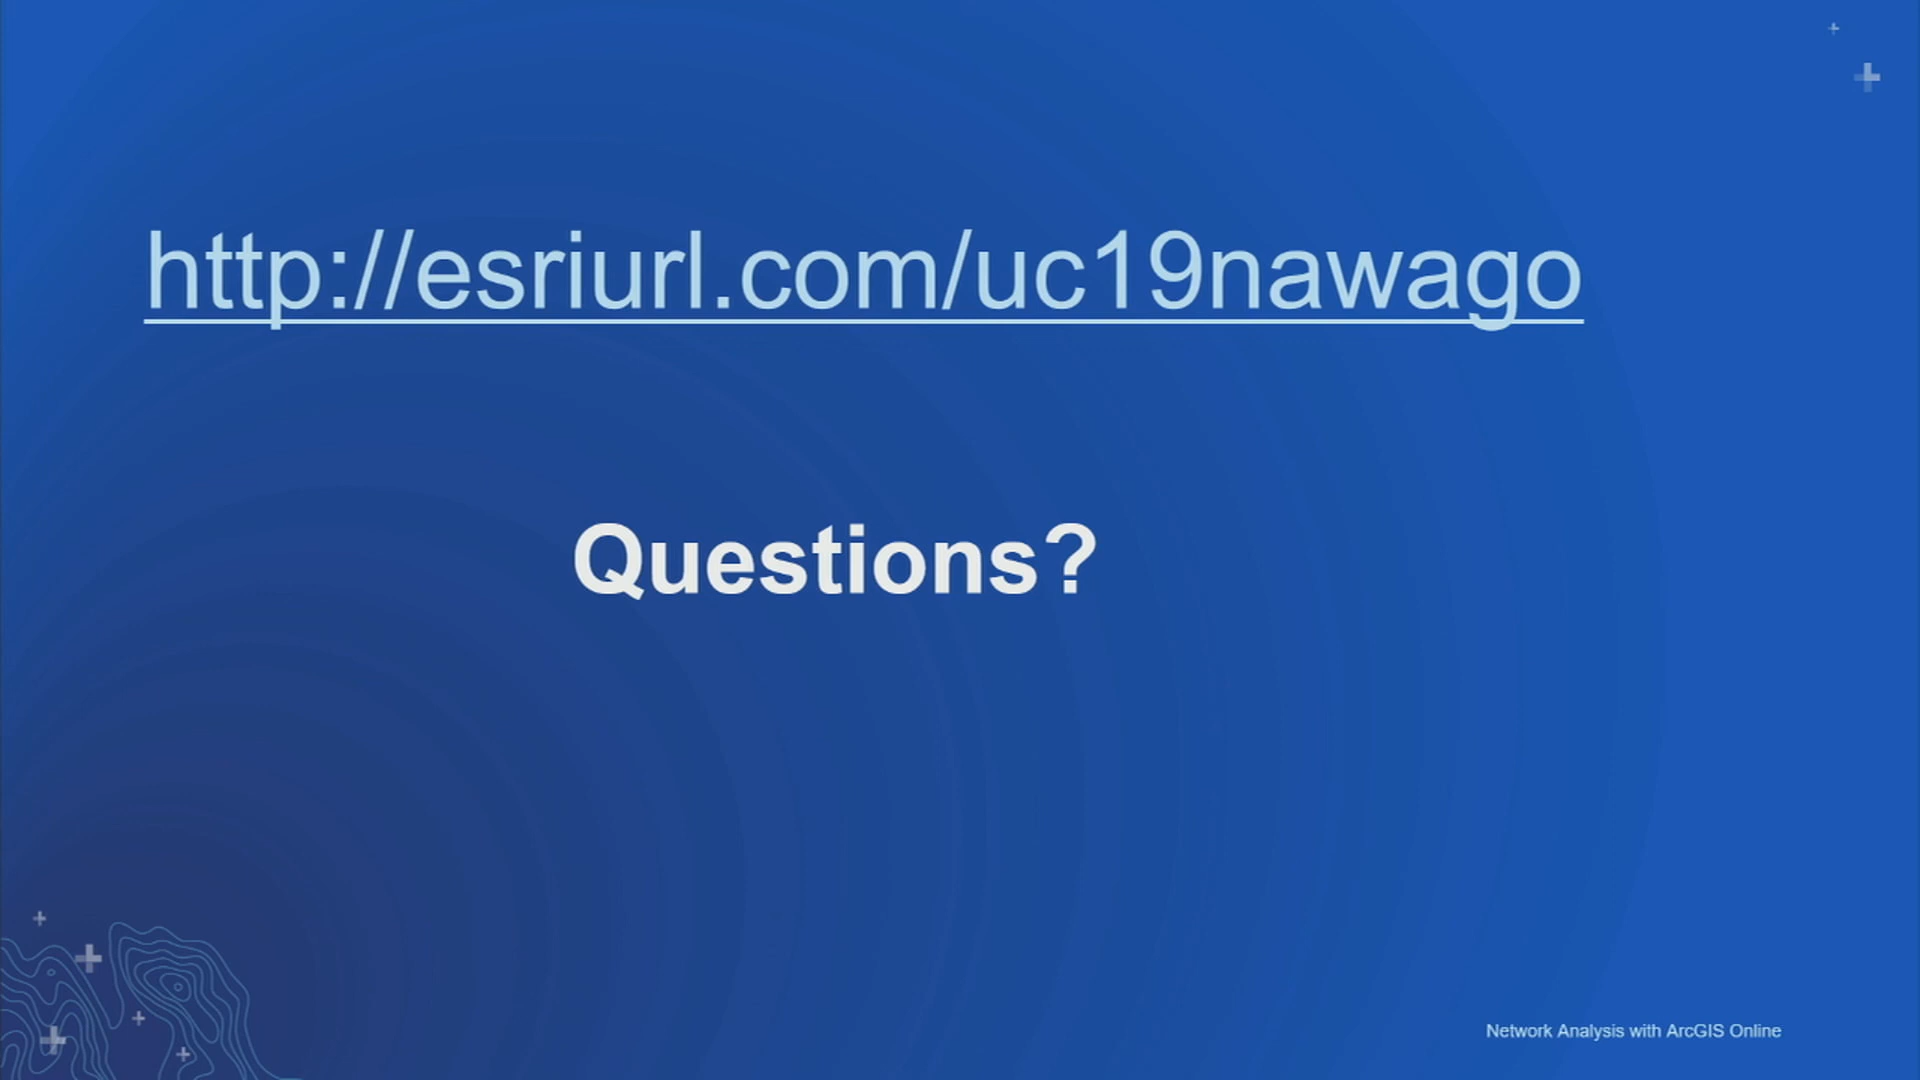 http://esriurl.com/uc19nawago
Questions?
Network Analysis with ArcGIS Online